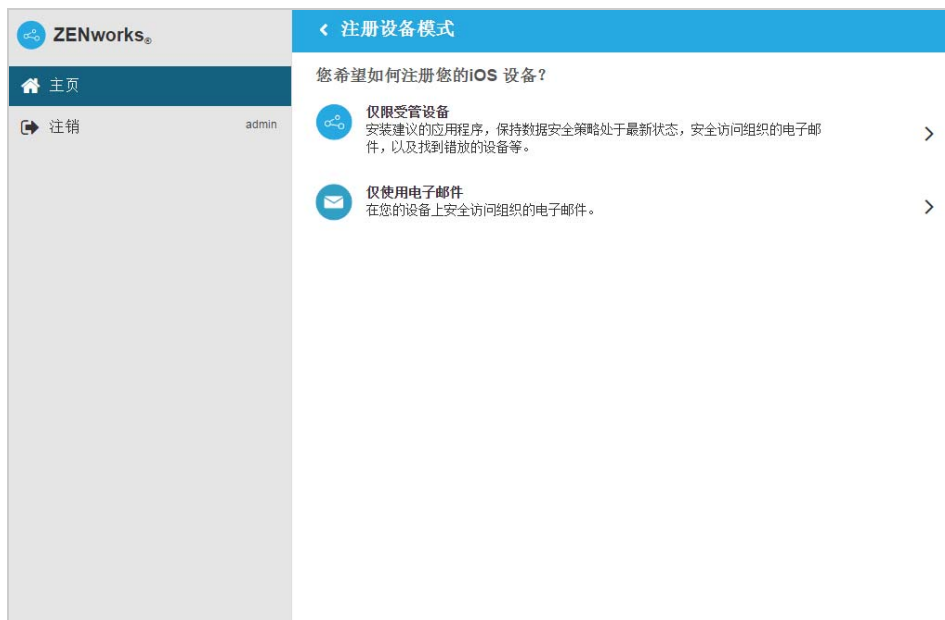 ZENworks®
主页
注销 admin
注册设备模式
您希望如何注册您的iOS 设备？
仅限受管设备
安装建议的应用程序，保持数据安全策略处于最新状态，安全访问组织的电子邮
件，以及找到错放的设备等。
仅使用电子邮件
在您的设备上安全访问组织的电子邮件。